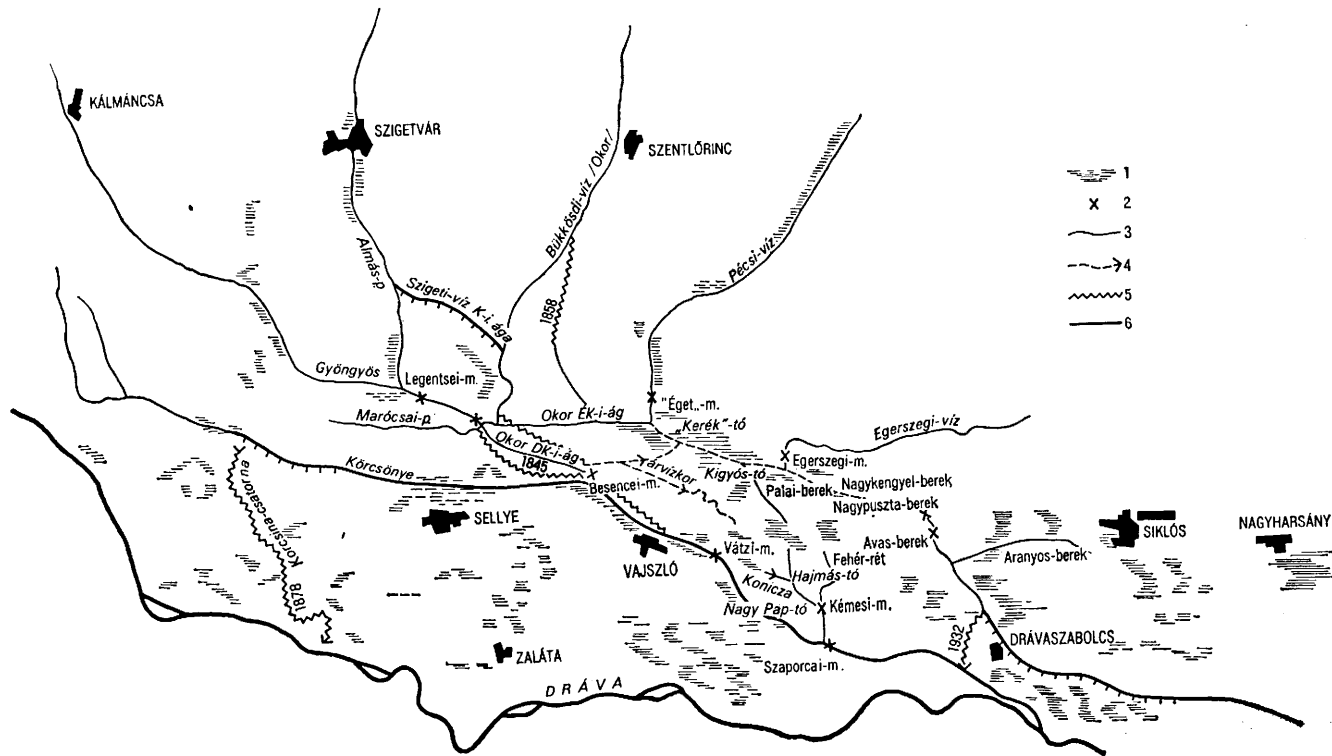 KÁLMÁNCSA
SZIGETVÁR
SZENTLŐRINC
1
2
3
4
5
6
Almás-p.
Szigeti-víz K-i ága
Bükkösdi-víz /Okor/
1858
Pécsi-víz
Gyöngyös
Legentsei-m.
Marócsai-p.
Okor ÉK-i-ág
"Éget.."-m.
„Kerék"-tó
Egerszegi-víz
Okor DK-i-ág
1845
Besencei-m.
Árvizkor
Kigyós-tó
Egerszegi-m.
Palai-berek
Nagykengyei-berek
Nagypuszta-berek
Körcsönye
Korcsina-csatorna
1878
SELLYE
VAJSZLÓ
Vátzi-m.
Avas-berek
Fehér-rét
Aranyos-berek
SIKLÓS
NAGYHARSÁNY
Hajmás-tó
Konicza
Nagy Pap-tó
Kémesi-m.
Szaporcai-m.
1932
DRÁVASZABOLCS
ZALÁTA
DRÁVA